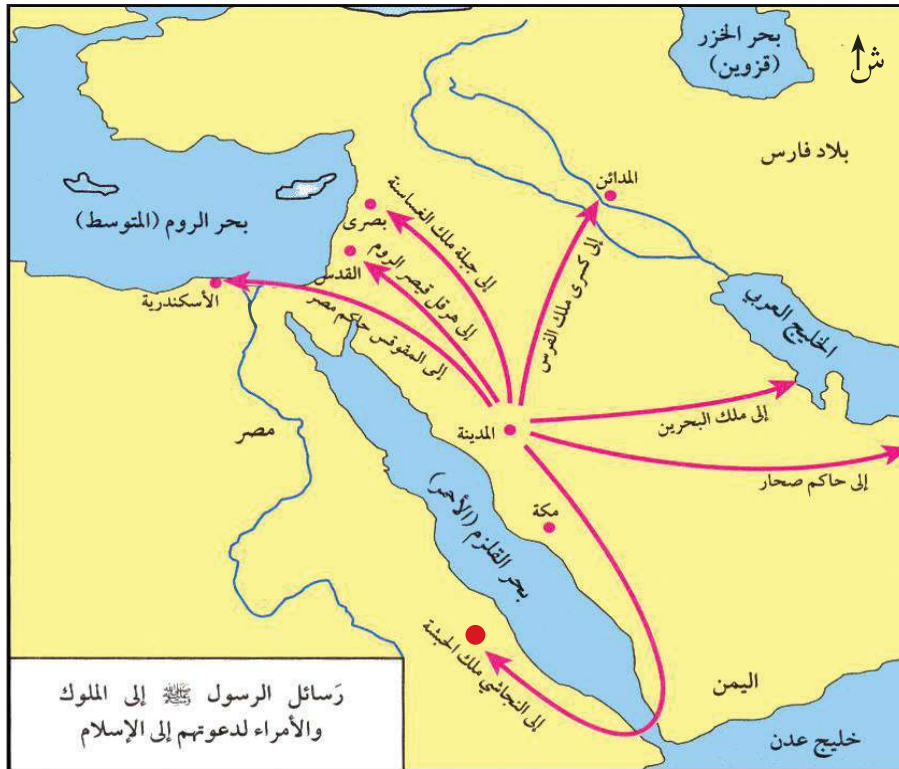 بحر الخزر
(قزوين)
ش
بلاد فارس
المدائن
بحر الروم (المتوسط)
بصرى
القدس
الأسكندرية
إلى جبلة ملك الغساسنة
إلى هرقل قيصر الروم
إلى المقوقس حاكم مصر
إلى كسرى ملك الفرس
الخليج العربي
إلى ملك البحرين
إلى حاكم صحار
المدينة
مصر
مكة
بحر القلزم (الأحمر)
إلى النجاشي ملك الحبشة
اليمن
خليج عدن
رَسائل الرسول ﷺ إلى الملوك
والأمراء لدعوتهم إلى الإسلام